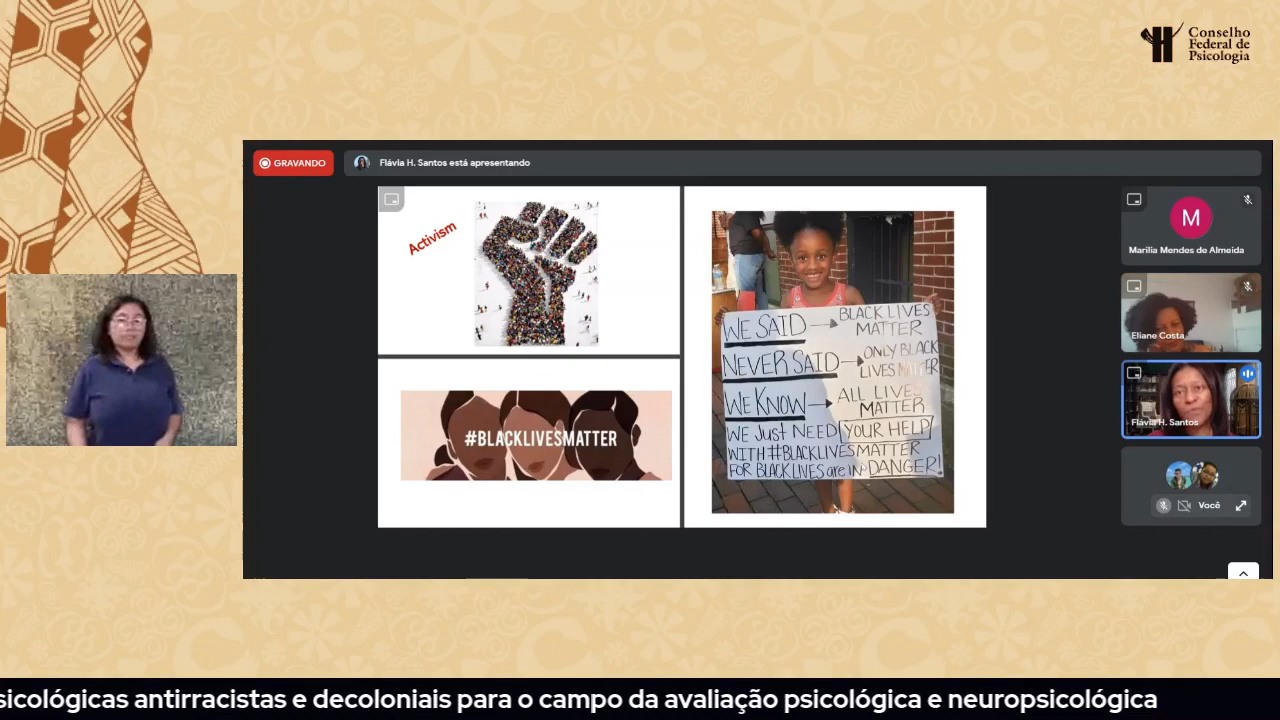 Conselho
Federal de
Psicologia
GRAVANDO
Flávia H. Santos está apresentando
Activism
#BLACKLIVESMATTER
WE SAID → BLACK LIVES
MATTER
NEVER SAID → ONLY BLACK
LIVES MATTER
WE KNOW → ALL LIVES
MATTER
WE JUST NEED YOUR HELP
WITH #BLACKLIVESMATTER
FOR BLACK LIVES are in DANGER!
M
Marilia Mendes de Almeida
Eliane Costa
Flávia H. Santos
Você
sicológicas antirracistas e decoloniais para o campo da avaliação psicológica e neuropsicológica